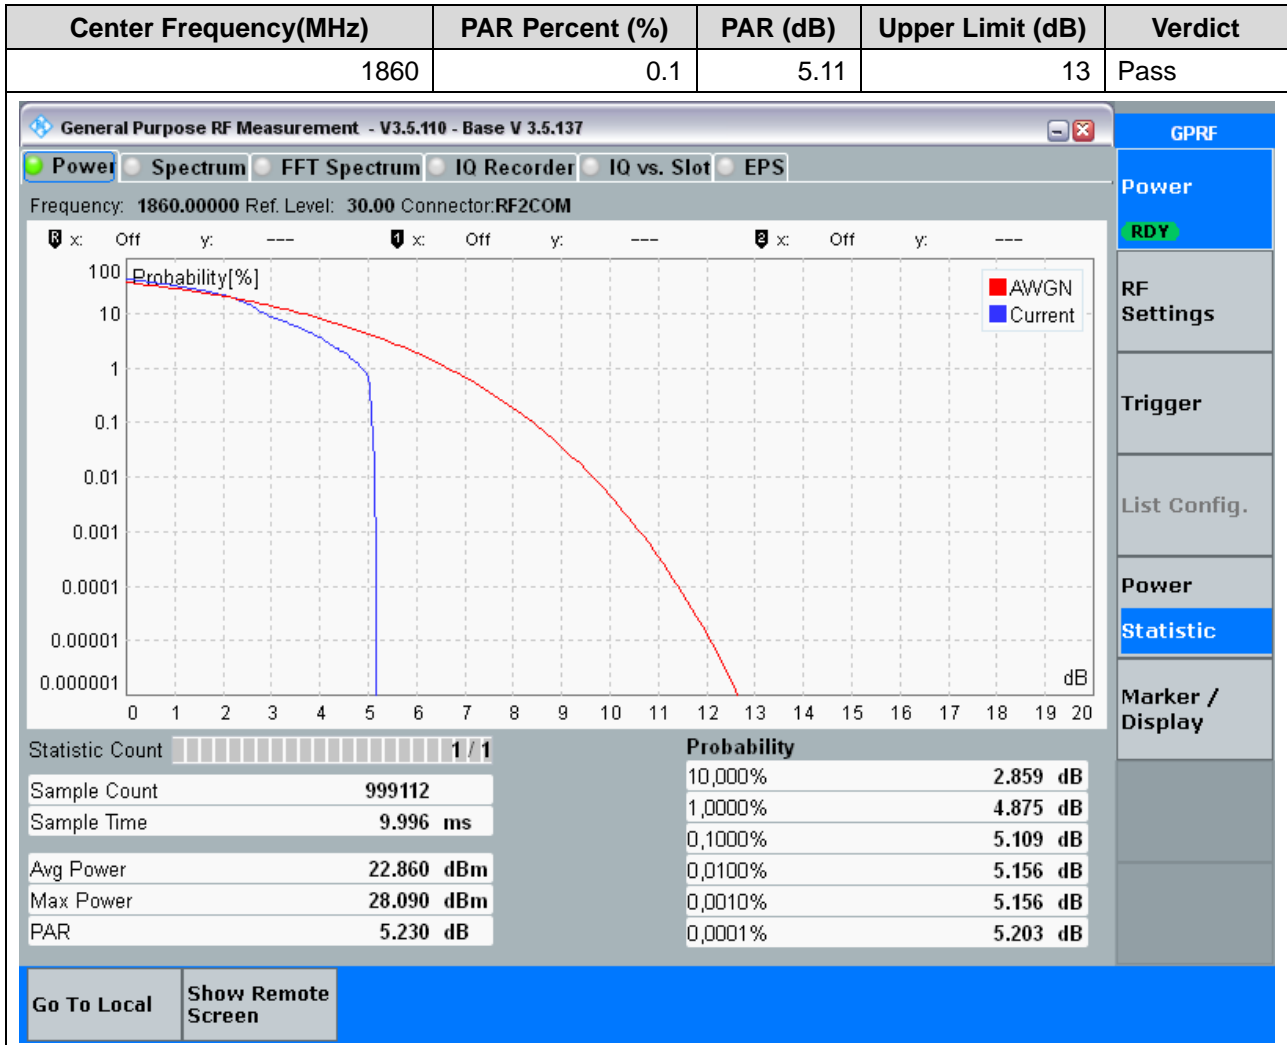 Center Frequency(MHz) PAR Percent (%) PAR (dB) Upper Limit (dB) Verdict
1860 0.1 5.11 13 Pass
General Purpose RF Measurement - V3.5.110 - Base V 3.5.137
GPRF
Power Spectrum FFT Spectrum IQ Recorder IQ vs. Slot EPS
Frequency: 1860.00000 Ref. Level: 30.00 Connector:RF2COM
R x: Off y: --- 1 x: Off y: --- 2 x: Off y: ---
Probability[%]
AWGN
Current
100
10
1
0.1
0.01
0.001
0.0001
0.00001
0.000001
dB
0 1 2 3 4 5 6 7 8 9 10 11 12 13 14 15 16 17 18 19 20
Statistic Count 1 / 1
Sample Count 999112
Sample Time 9.996 ms
Avg Power 22.860 dBm
Max Power 28.090 dBm
PAR 5.230 dB
Probability
10,000% 2.859 dB
1,0000% 4.875 dB
0,1000% 5.109 dB
0,0100% 5.156 dB
0,0010% 5.156 dB
0,0001% 5.203 dB
Power
RDY
RF
Settings
Trigger
List Config.
Power
Statistic
Marker /
Display
Go To Local
Show Remote
Screen